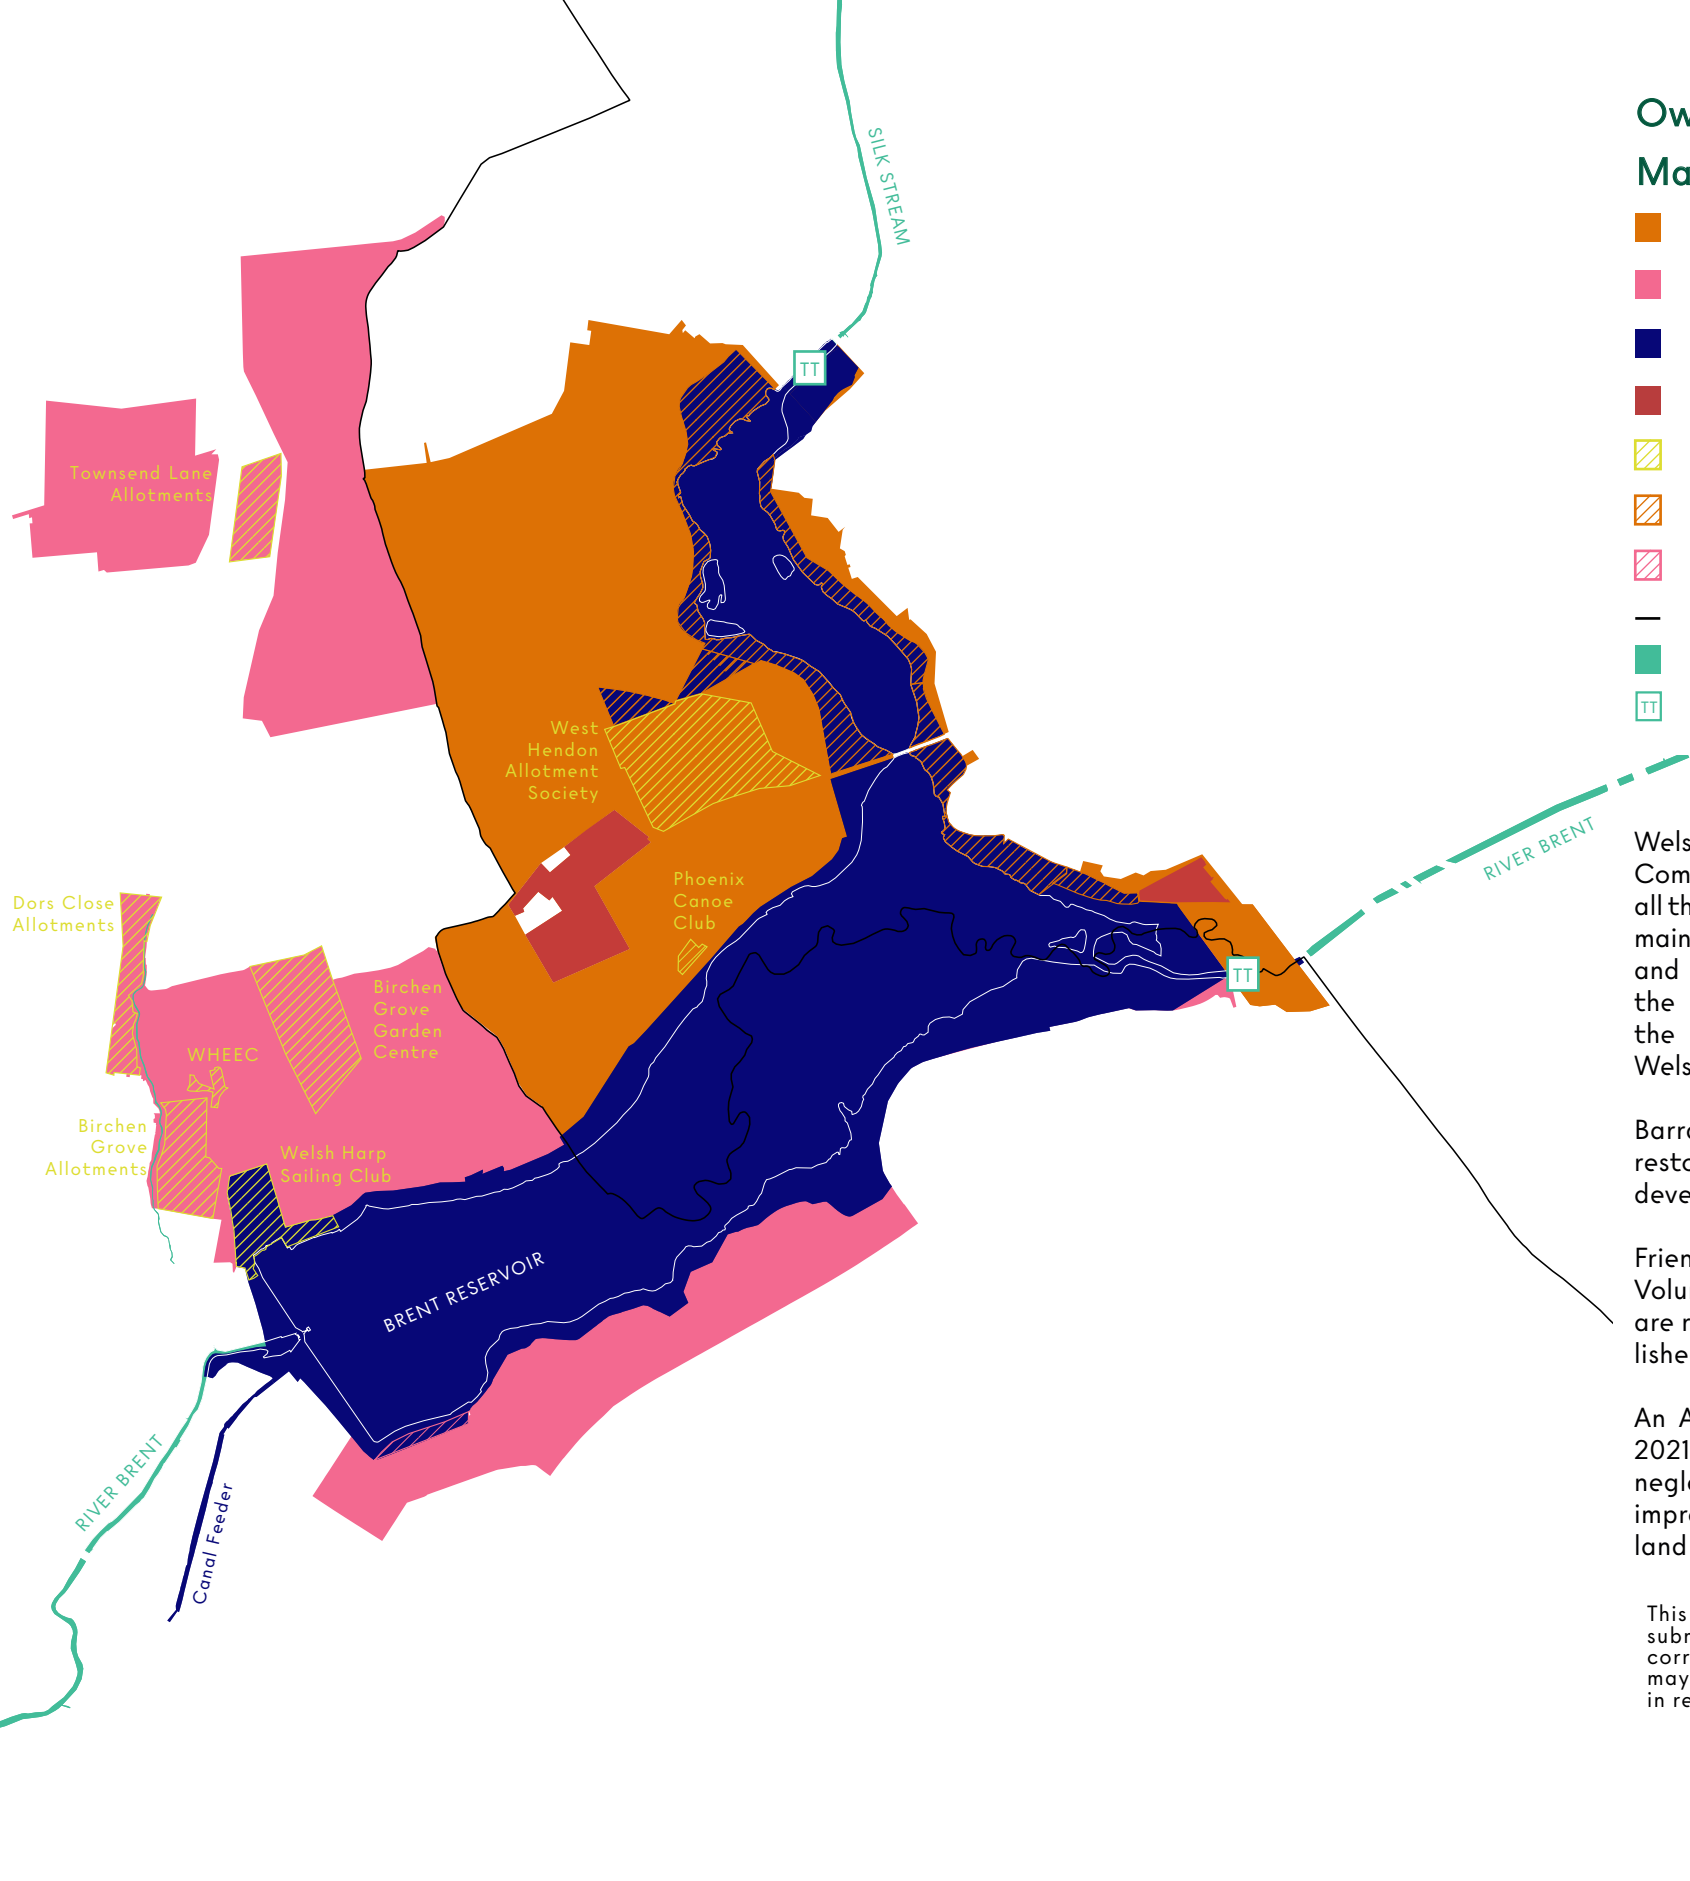 SILK STREAM
TT
Townsend Lane
Allotments
West
Hendon
Allotment
Society
Phoenix
Canoe
Club
Dors Close
Allotments
Birchen
Grove
Garden
Centre
WHEEC
Birchen
Grove
Allotments
Welsh Harp
Sailing Club
TT
RIVER BRENT
BRENT RESERVOIR
RIVER BRENT
Canal Feeder
Ow
Ma
TT
Wels
Com
all th
main
and
the
the
Wels
Barr
resto
deve
Frien
Volu
are r
lishe
An A
2021
negl
impr
land
This
subr
corr
may
in re